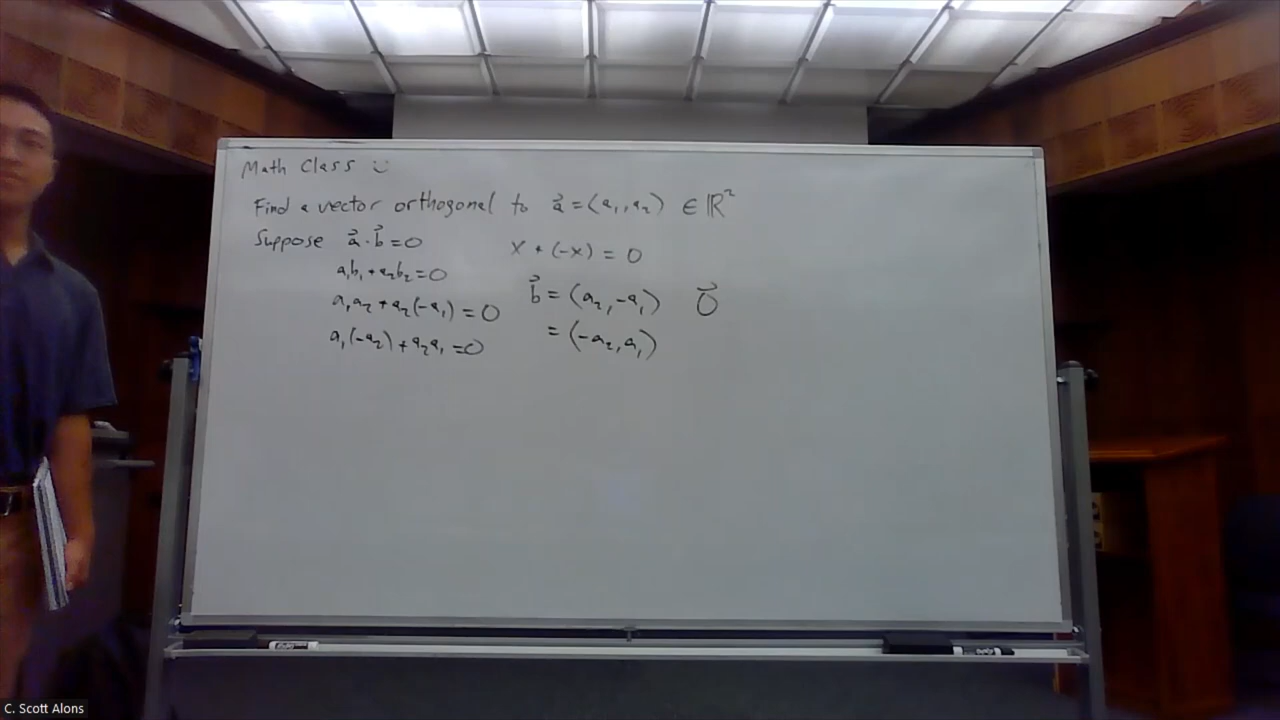 Math Class ☺
Find a vector orthogonal to a⃗ = (a₁, a₂) ∈ ℝ²
Suppose a⃗ · b⃗ = 0
x + (-x) = 0
a₁b₁ + a₂b₂ = 0
a₁a₂ + a₂(-a₁) = 0
b⃗ = (a₂, -a₁)
0⃗
a₁(-a₂) + a₂a₁ = 0
= (-a₂, a₁)
C. Scott Alons